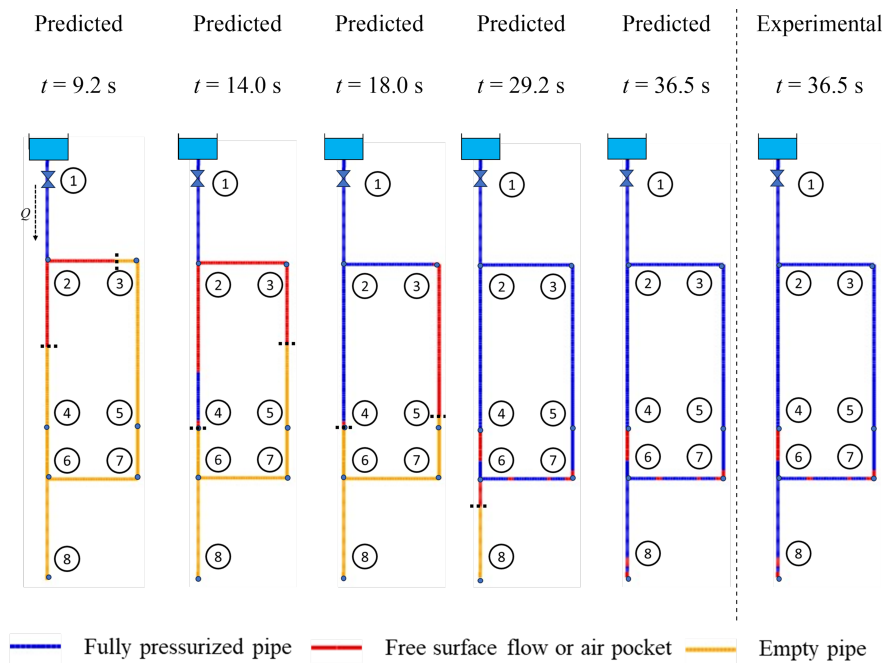 Predicted Predicted Predicted Predicted Predicted Experimental
t = 9.2 s t = 14.0 s t = 18.0 s t = 29.2 s t = 36.5 s t = 36.5 s
1 1 1 1 1 1
Q
2 3 2 3 2 3 2 3 2 3 2 3
4 5 4 5 4 5 4 5 4 5 4 5
6 7 6 7 6 7 6 7 6 7 6 7
8 8 8 8 8 8
Fully pressurized pipe Free surface flow or air pocket Empty pipe